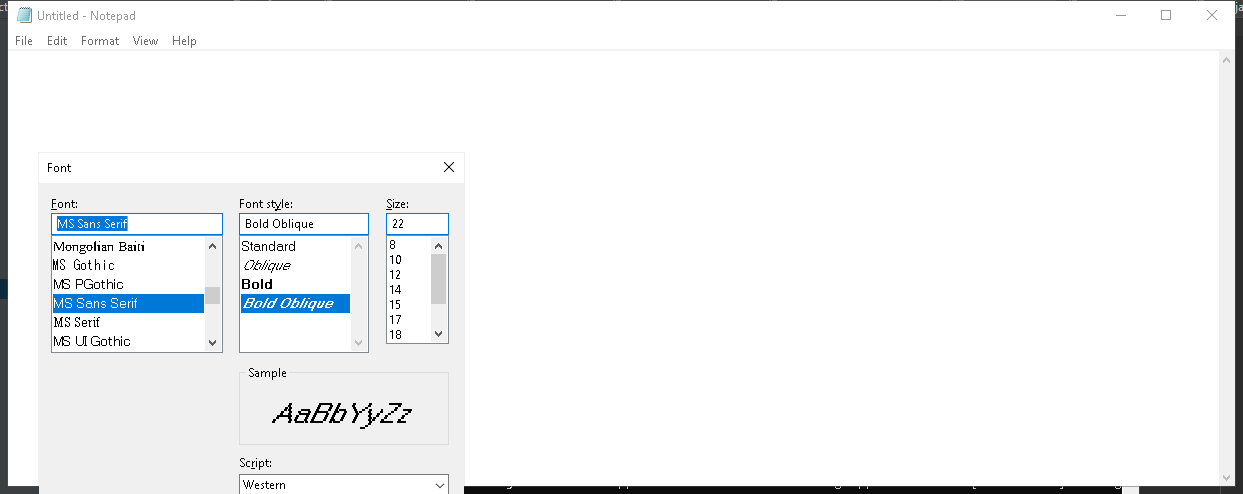 Untitled - Notepad
File Edit Format View Help
Font
Font: Font style: Size:
MS Sans Serif Bold Oblique 22
Mongolian Baiti
MS Gothic
MS PGothic
MS Sans Serif
MS Serif
MS UI Gothic
Standard
Oblique
Bold
Bold Oblique
8
10
12
14
15
17
18
Sample
AaBbYyZz
Script:
Western